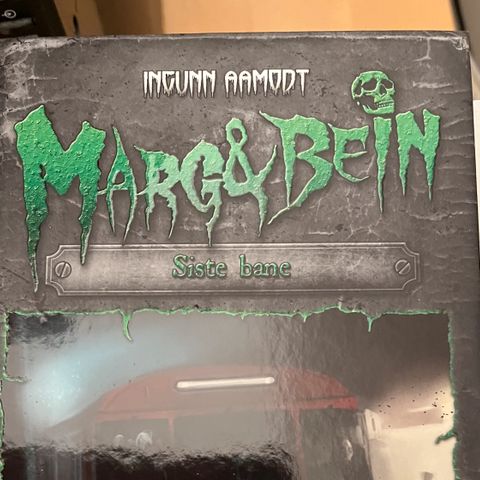 INGUNN AAMODT
MARG & BEIN
Siste bane